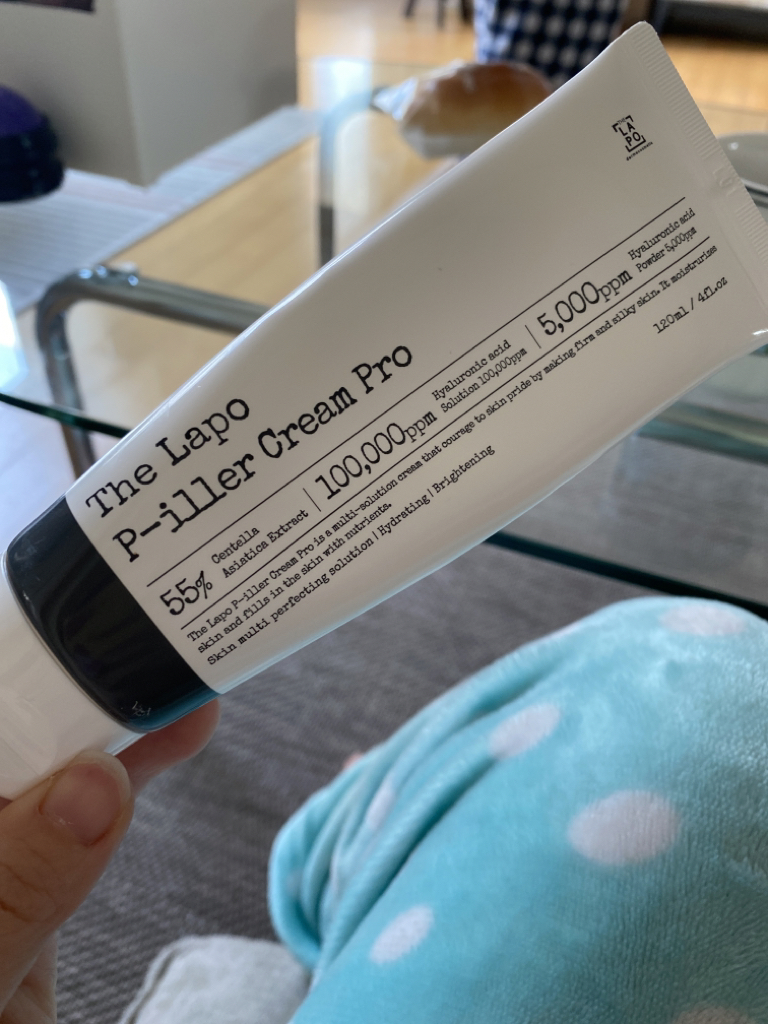 THE
LA
PO
The Lapo
P-iller Cream Pro
55% Centella Asiatica Extract | 100,000ppm Hyaluronic acid Solution 100,000ppm | 5,000ppm Hyaluronic acid Powder 5,000ppm
The Lapo P-iller Cream Pro is a multi-solution cream that courage to skin pride by making firm and silky skin. It moistrurizes
skin and fills in the skin with nutrients.
Skin multi perfecting solution | Hydrating | Brightening
120ml / 4fl.oz